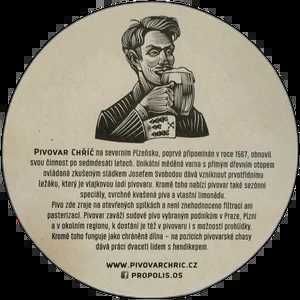 PIVOVAR CHŘÍČ na severním Plzeňsku, poprvé připomínán v roce 1567, obnovil
svou činnost po sedmdesáti letech. Unikátní měděná varna s přímým dřevním otopem
ovládaná zkušeným sládkem Josefem Svobodou dává vzniknout prvotřídnímu
ležáku, který je vlajkovou lodí pivovaru. Kromě toho nabízí pivovar také sezónní
speciály, svrchně kvašená piva a vlastní limonádu.
Pivo zde zraje na otevřených spilkách a není znehodnoceno filtrací ani
pasterizací. Pivovar zaváží sudové pivo vybraným podnikům v Praze, Plzni
a v okolním regionu, k dostání je též v pivovaru i s možností prohlídky.
Kromě toho funguje jako chráněná dílna – na pozicích pivovarské chasy
dává práci dvaceti lidem s hendikepem.
WWW.PIVOVARCHRIC.CZ
f PROPOLIS.OS